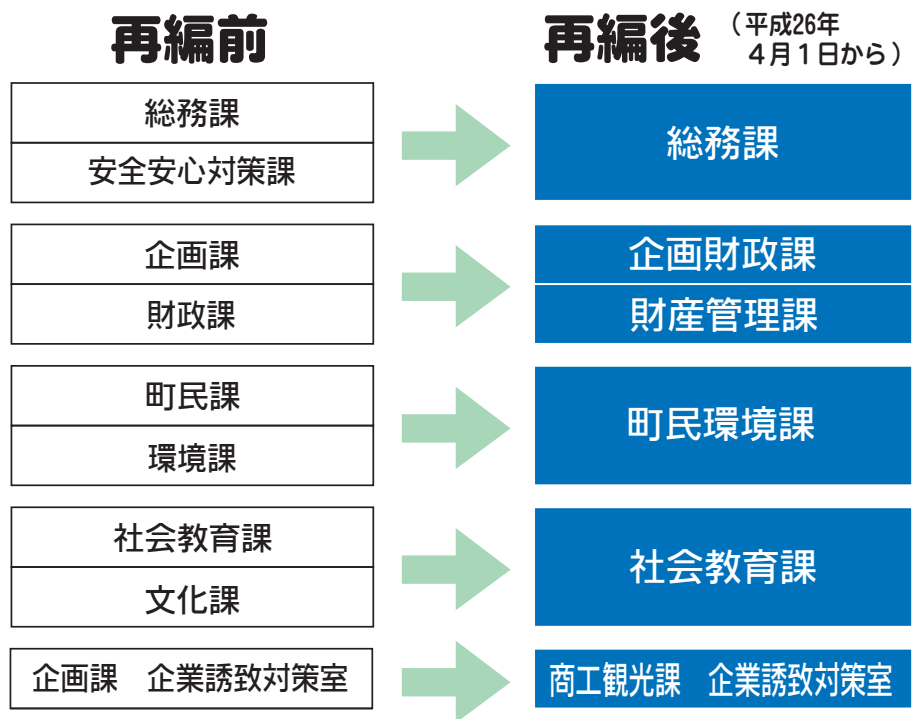 再編前
再編後
（平成26年
４月１日から）
総務課
安全安心対策課
総務課
企画課
財政課
企画財政課
財産管理課
町民課
環境課
町民環境課
社会教育課
文化課
社会教育課
企画課　企業誘致対策室
商工観光課　企業誘致対策室